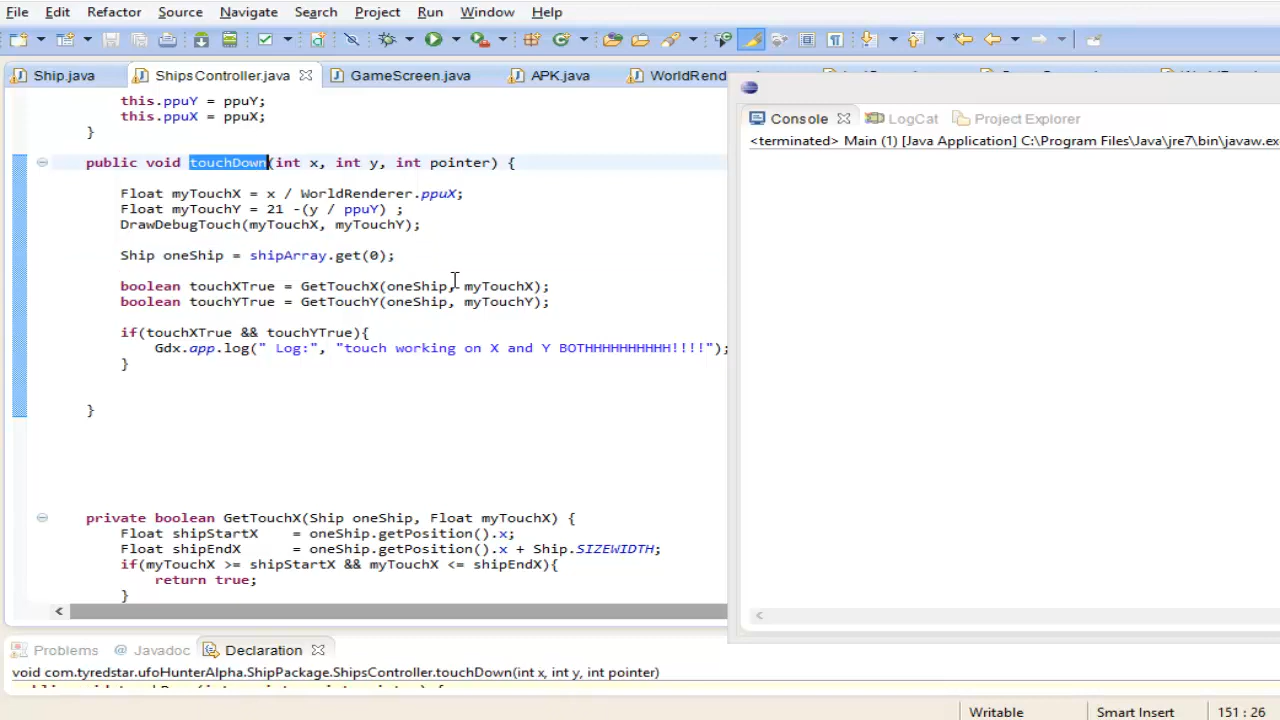 File Edit Refactor Source Navigate Search Project Run Window Help
Ship.java ShipsController.java GameScreen.java APK.java WorldRend
this.ppuY = ppuY;
this.ppuX = ppuX;
}
public void touchDown(int x, int y, int pointer) {
Float myTouchX = x / WorldRenderer.ppuX;
Float myTouchY = 21 -(y / ppuY) ;
DrawDebugTouch(myTouchX, myTouchY);
Ship oneShip = shipArray.get(0);
boolean touchXTrue = GetTouchX(oneShip, myTouchX);
boolean touchYTrue = GetTouchY(oneShip, myTouchY);
if(touchXTrue && touchYTrue){
Gdx.app.log(" Log:", "touch working on X and Y BOTHHHHHHHHHH!!!!");
}
}
private boolean GetTouchX(Ship oneShip, Float myTouchX) {
Float shipStartX = oneShip.getPosition().x;
Float shipEndX = oneShip.getPosition().x + Ship.SIZEWIDTH;
if(myTouchX >= shipStartX && myTouchX <= shipEndX){
return true;
}
Console LogCat Project Explorer
<terminated> Main (1) [Java Application] C:\Program Files\Java\jre7\bin\javaw.ex
Problems @ Javadoc Declaration
void com.tyredstar.ufoHunterAlpha.ShipPackage.ShipsController.touchDown(int x, int y, int pointer)
Writable Smart Insert 151 : 26